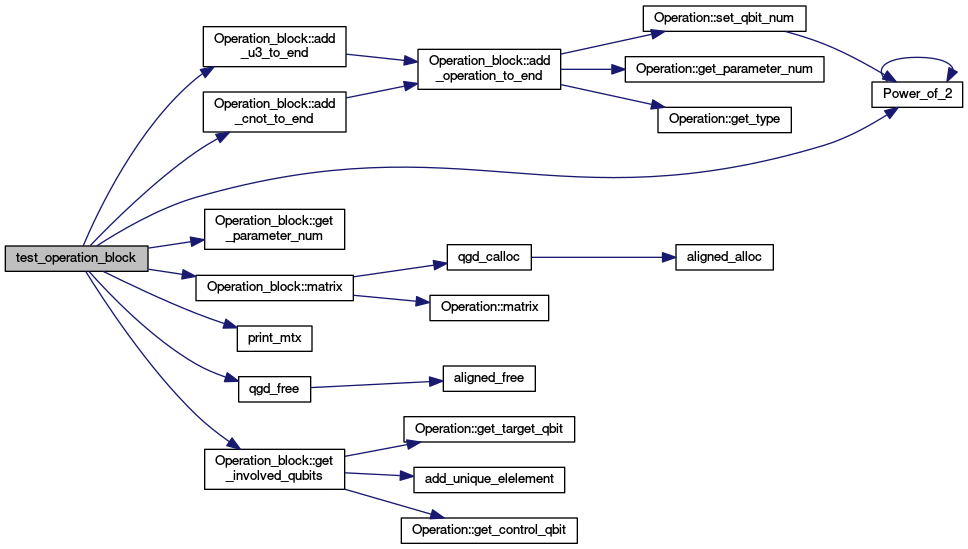 Operation::set_qbit_num
Operation_block::add
_u3_to_end
Operation_block::add
_operation_to_end
Operation::get_parameter_num
Power_of_2
Operation_block::add
_cnot_to_end
Operation::get_type
Operation_block::get
_parameter_num
test_operation_block
qgd_calloc
aligned_alloc
Operation_block::matrix
Operation::matrix
print_mtx
qgd_free
aligned_free
Operation::get_target_qbit
Operation_block::get
_involved_qubits
add_unique_elelement
Operation::get_control_qbit